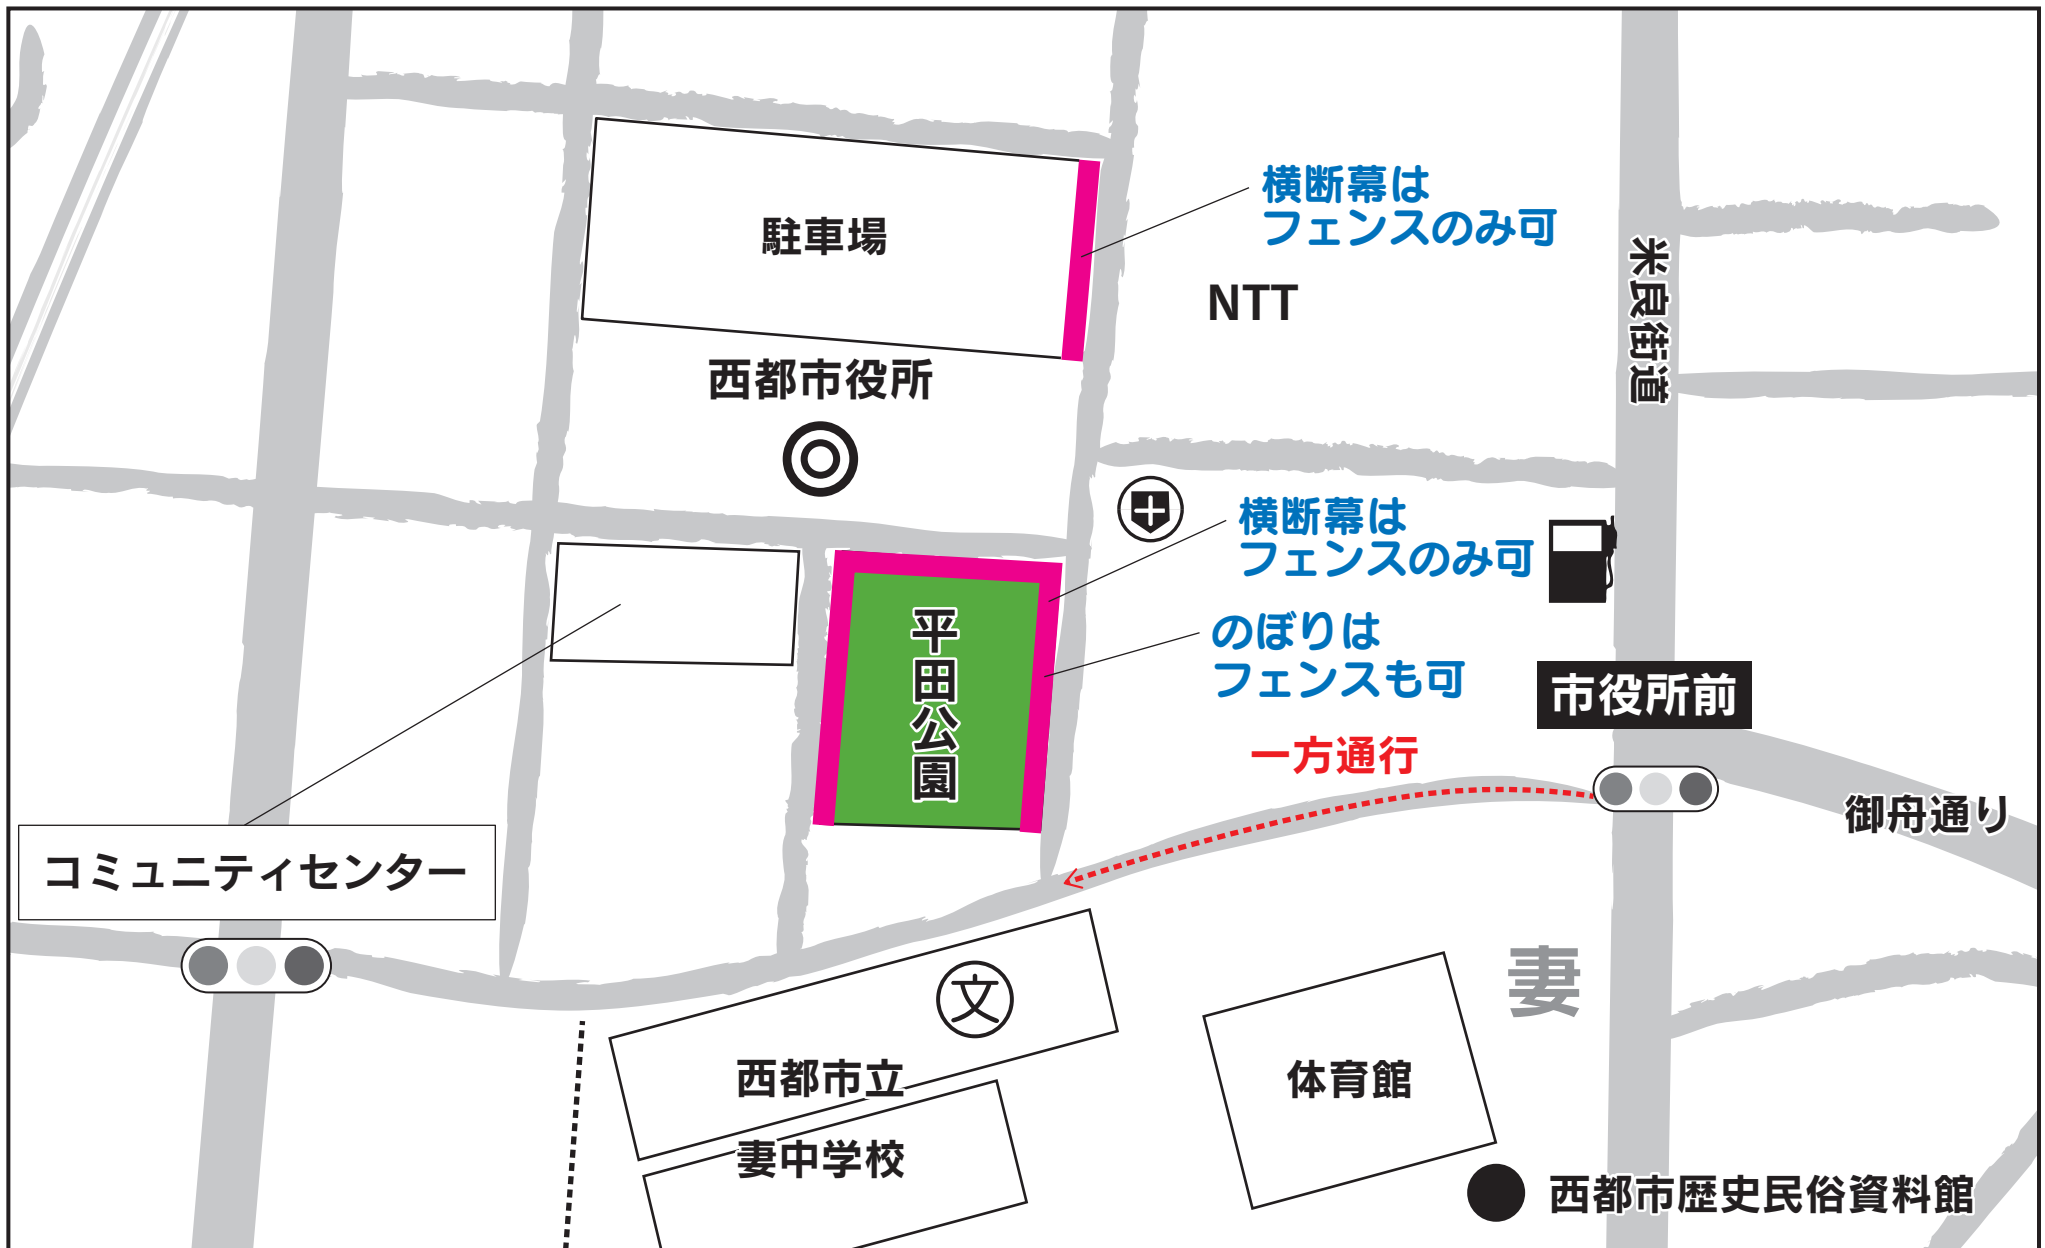 横断幕は
フェンスのみ可
駐車場
NTT
米良街道
西都市役所
横断幕は
フェンスのみ可
平田公園
のぼりは
フェンスも可
市役所前
一方通行
御舟通り
コミュニティセンター
妻
文
西都市立
妻中学校
体育館
西都市歴史民俗資料館